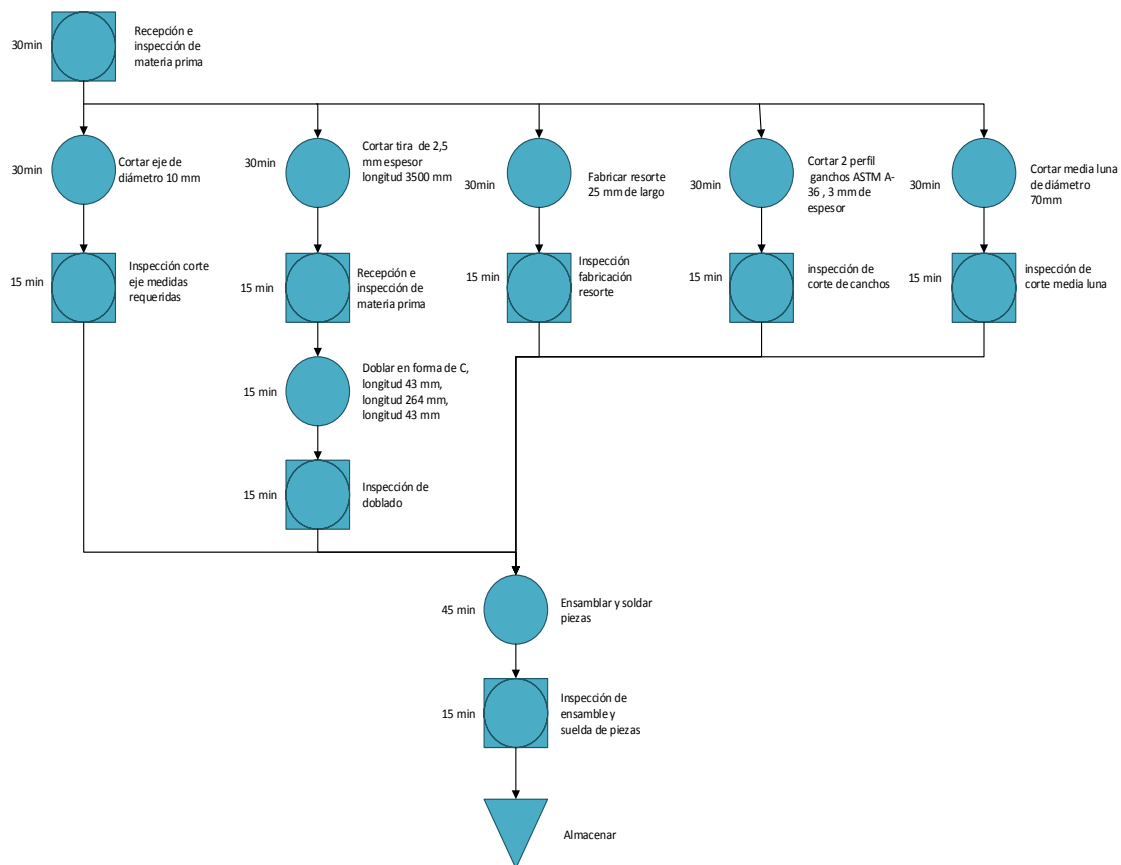 30min
Recepción e
inspección de
materia prima
30min
Cortar eje de
diámetro 10 mm
30min
Cortar tira de 2,5
mm espesor
longitud 3500 mm
30min
Fabricar resorte
25 mm de largo
30min
Cortar 2 perfil
ganchos ASTM A-
36 , 3 mm de
espesor
30min
Cortar media luna
de diámetro
70mm
15 min
Inspección corte
eje medidas
requeridas
15 min
Recepción e
inspección de
materia prima
15 min
Inspección
fabricación
resorte
15 min
inspección de
corte de canchos
15 min
inspección de
corte media luna
15 min
Doblar en forma de C,
longitud 43 mm,
longitud 264 mm,
longitud 43 mm
15 min
Inspección de
doblado
45 min
Ensamblar y soldar
piezas
15 min
Inspección de
ensamble y
suelda de piezas
Almacenar